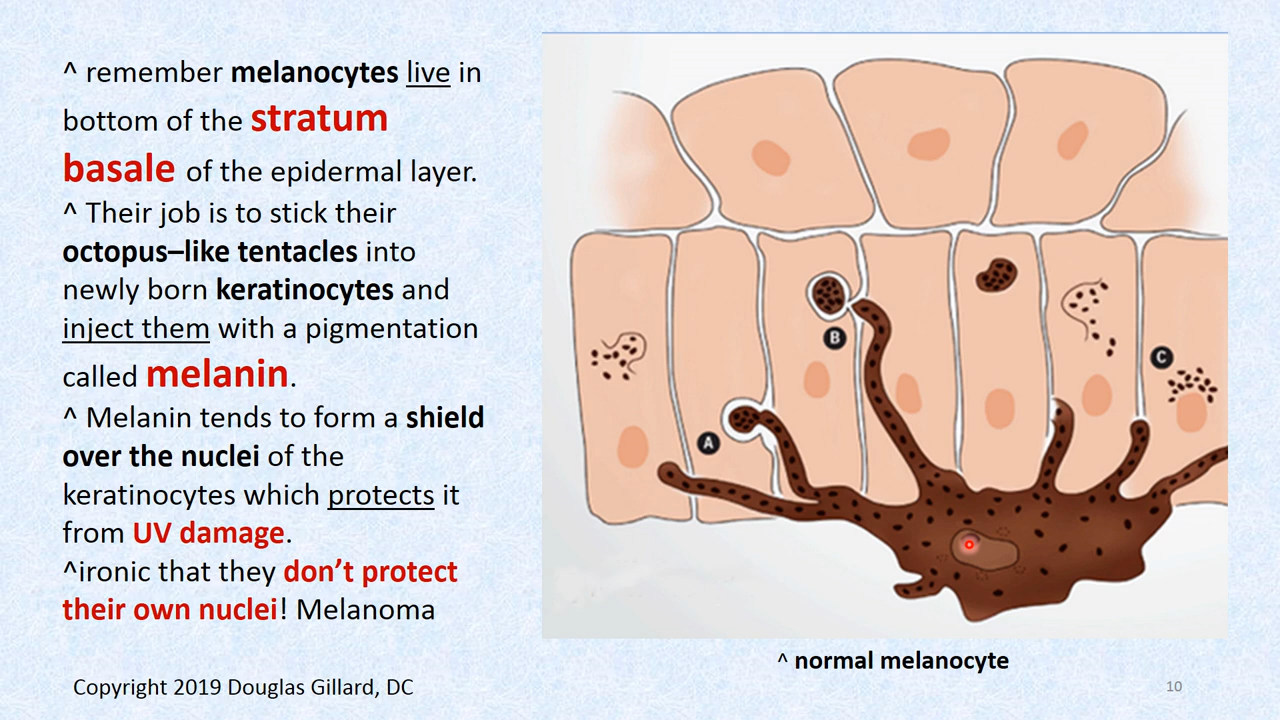 ^ remember melanocytes live in
bottom of the stratum
basale of the epidermal layer.
^ Their job is to stick their
octopus–like tentacles into
newly born keratinocytes and
inject them with a pigmentation
called melanin.
^ Melanin tends to form a shield
over the nuclei of the
keratinocytes which protects it
from UV damage.
^ironic that they don’t protect
their own nuclei! Melanoma
Copyright 2019 Douglas Gillard, DC
B
C
A
^ normal melanocyte
10